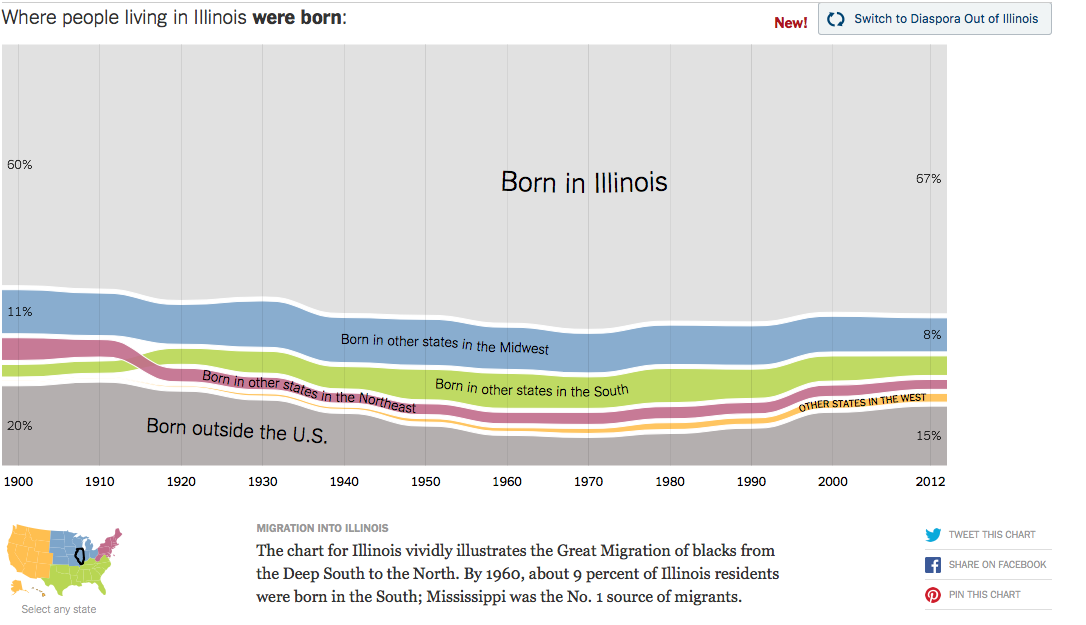 Where people living in Illinois were born:
New!
Switch to Diaspora Out of Illinois
60%
Born in Illinois
67%
11%
Born in other states in the Midwest
8%
Born in other states in the South
Born in other states in the Northeast
OTHER STATES IN THE WEST
20%
Born outside the U.S.
15%
1900 1910 1920 1930 1940 1950 1960 1970 1980 1990 2000 2012
MIGRATION INTO ILLINOIS
The chart for Illinois vividly illustrates the Great Migration of blacks from
the Deep South to the North. By 1960, about 9 percent of Illinois residents
were born in the South; Mississippi was the No. 1 source of migrants.
Select any state
TWEET THIS CHART
SHARE ON FACEBOOK
PIN THIS CHART